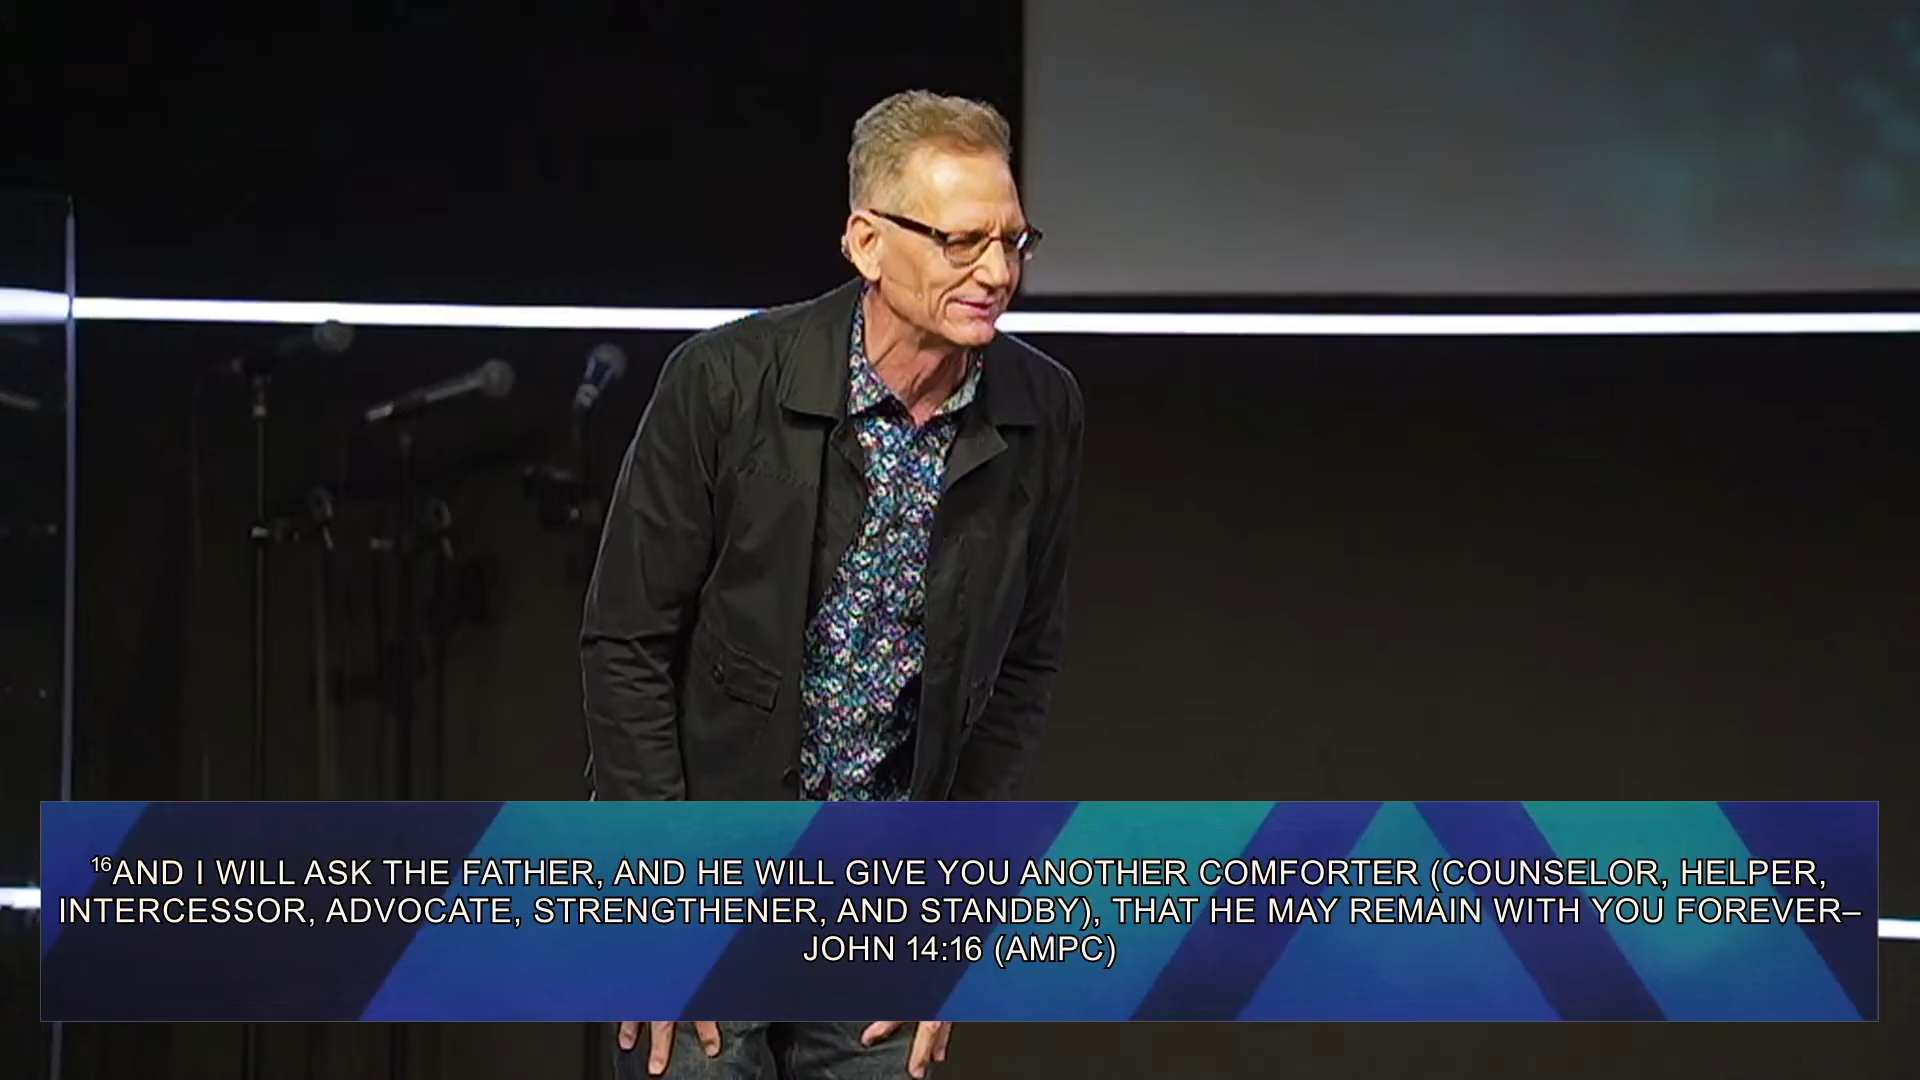 16AND I WILL ASK THE FATHER, AND HE WILL GIVE YOU ANOTHER COMFORTER (COUNSELOR, HELPER,
INTERCESSOR, ADVOCATE, STRENGTHENER, AND STANDBY), THAT HE MAY REMAIN WITH YOU FOREVER–
JOHN 14:16 (AMPC)